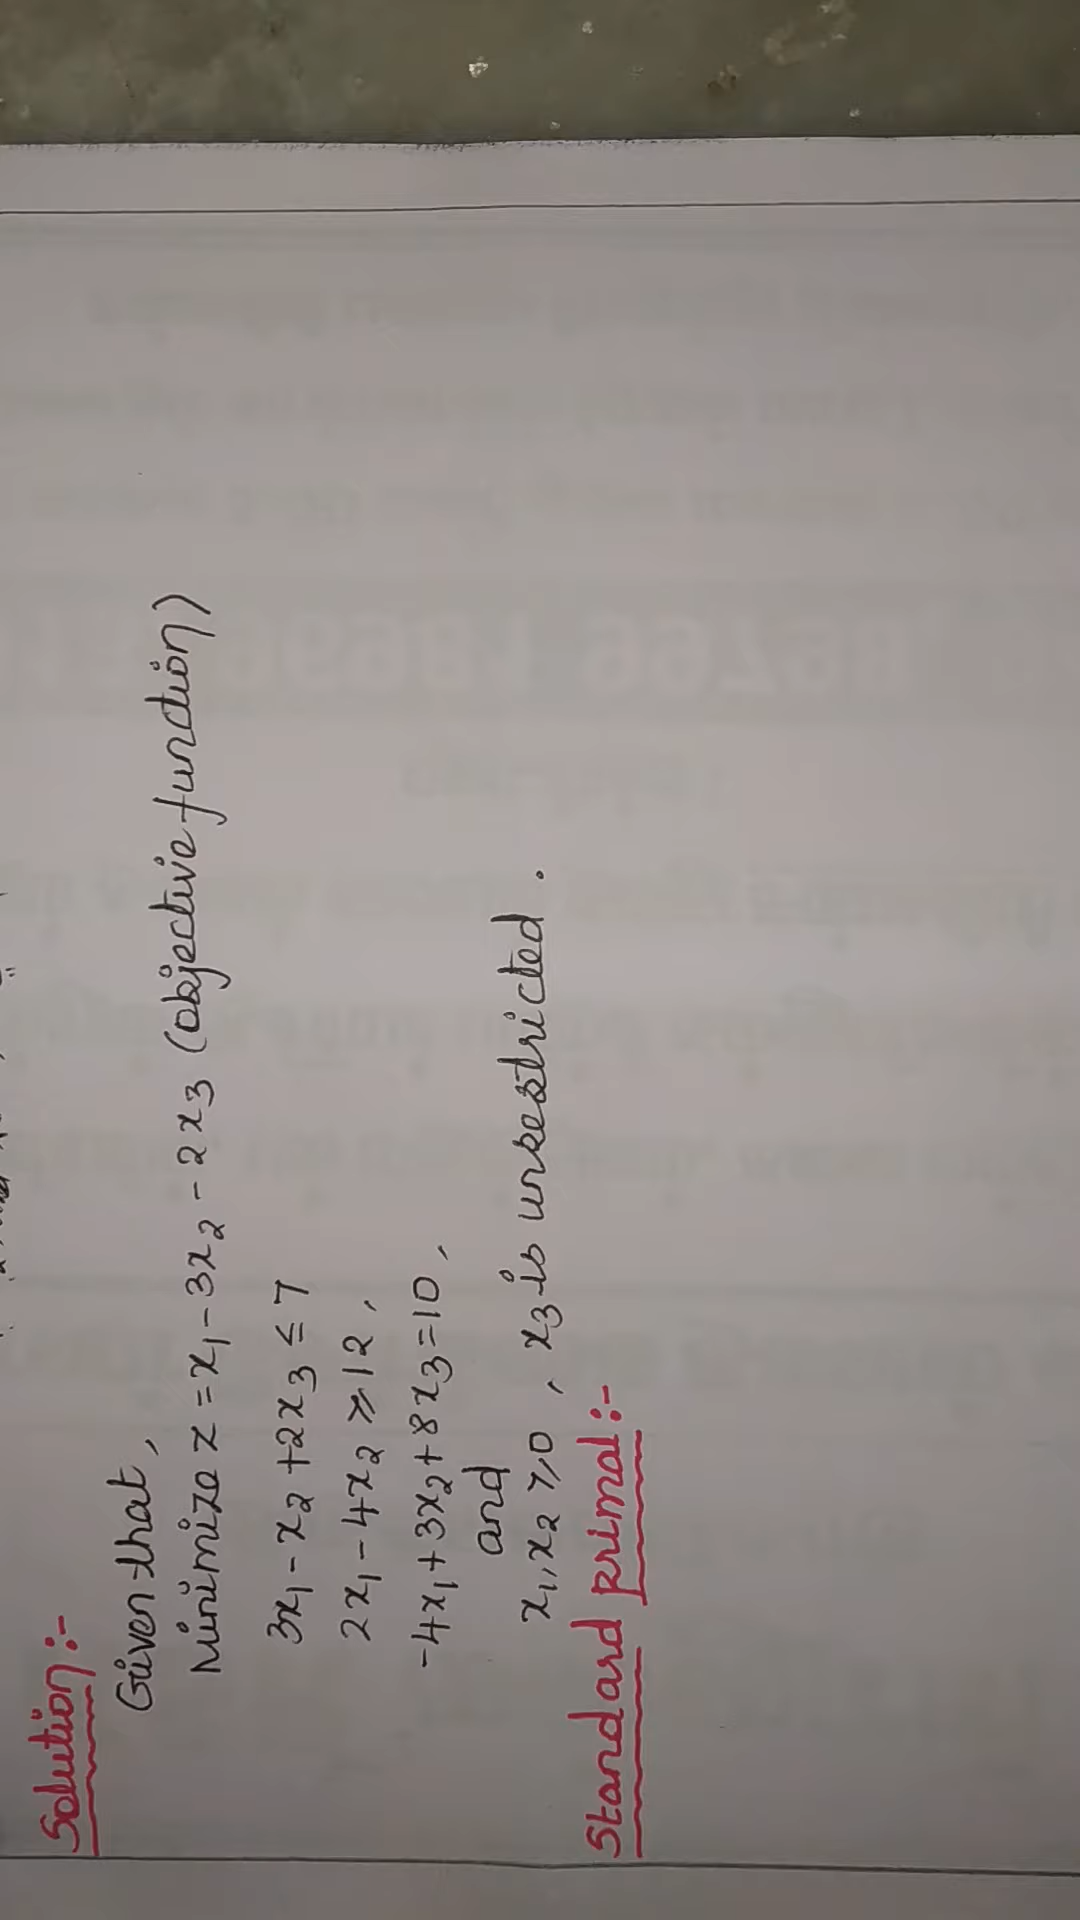 Solution:-
Given that,
Minimize z = x₁ - 3x₂ - 2x₃ (objective function)
3x₁ - x₂ + 2x₃ ≤ 7
2x₁ - 4x₂ ≥ 12,
-4x₁ + 3x₂ + 8x₃ = 10,
and
x₁, x₂ ≥ 0, x₃ is unrestricted.
Standard primal:-